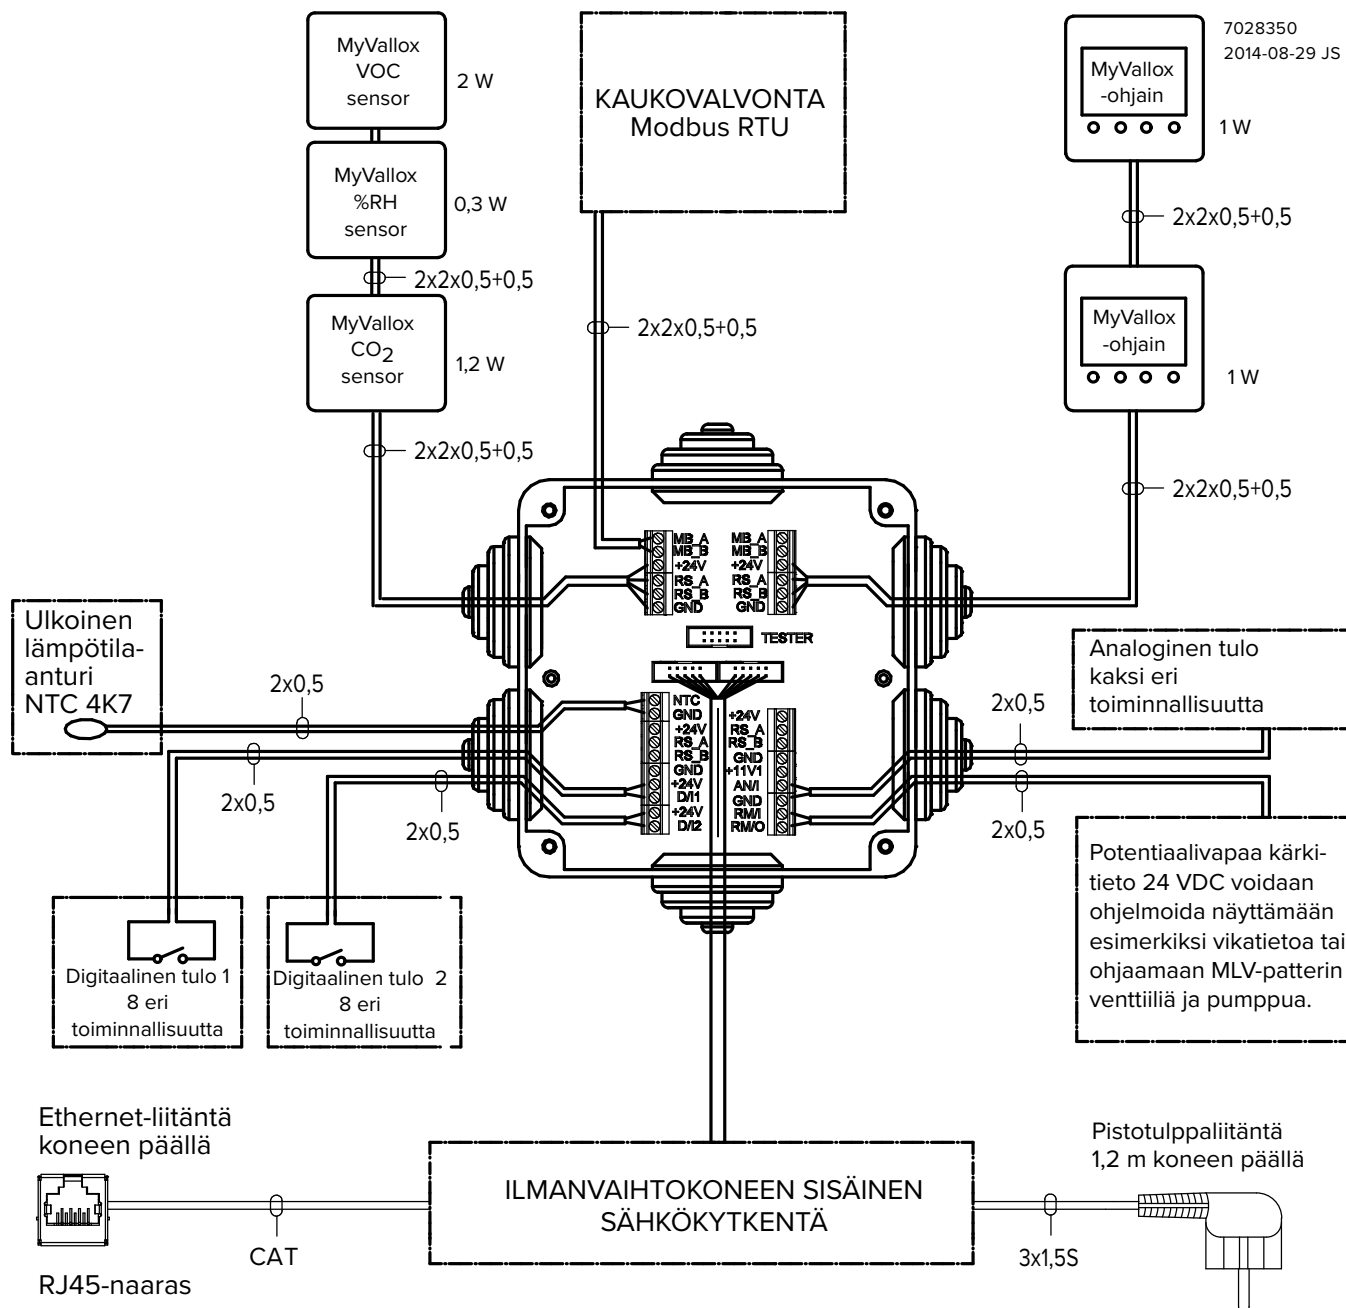 MyVallox
VOC
sensor
2 W
MyVallox
%RH
sensor
0,3 W
2x2x0,5+0,5
MyVallox
CO2
sensor
1,2 W
2x2x0,5+0,5
KAUKOVALVONTA
Modbus RTU
2x2x0,5+0,5
7028350
2014-08-29 JS
MyVallox
-ohjain
1 W
2x2x0,5+0,5
MyVallox
-ohjain
1 W
2x2x0,5+0,5
MB_A
MB_B
+24V
RS_A
RS_B
GND
MB_A
MB_B
+24V
RS_A
RS_B
GND
TESTER
NTC
GND
+24V
RS_A
RS_B
GND
+24V
D/I1
+24V
D/I2
+24V
RS_A
RS_B
GND
+11V1
AN/I
GND
RM/I
RM/O
Ulkoinen
lämpötila-
anturi
NTC 4K7
2x0,5
2x0,5
2x0,5
Digitaalinen tulo 1
8 eri
toiminnallisuutta
Digitaalinen tulo 2
8 eri
toiminnallisuutta
Analoginen tulo
kaksi eri
toiminnallisuutta
2x0,5
2x0,5
Potentiaalivapaa kärki-
tieto 24 VDC voidaan
ohjelmoida näyttämään
esimerkiksi vikatietoa tai
ohjaamaan MLV-patterin
venttiiliä ja pumppua.
Ethernet-liitäntä
koneen päällä
RJ45-naaras
CAT
ILMANVAIHTOKONEEN SISÄINEN
SÄHKÖKYTKENTÄ
3x1,5S
Pistotulppaliitäntä
1,2 m koneen päällä